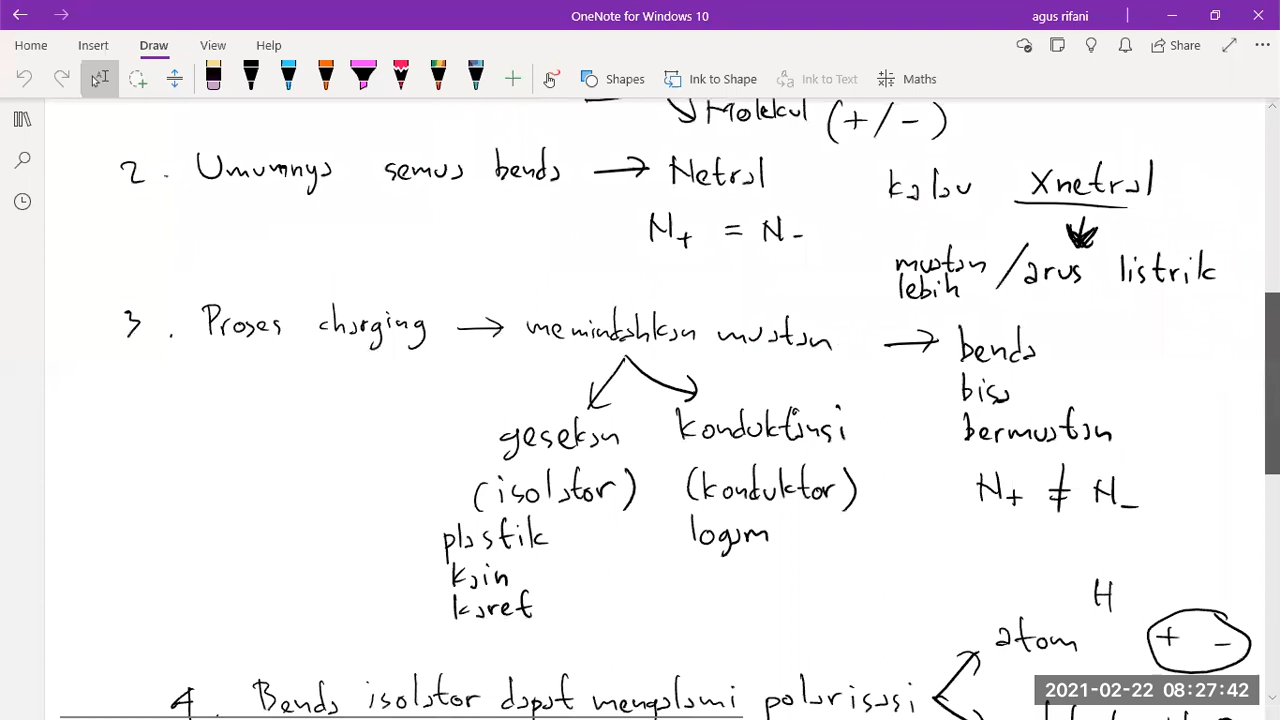 OneNote for Windows 10
agus rifani
Home Insert Draw View Help
Share
Shapes Ink to Shape Ink to Text Maths
Molekul (+/-)
2. Umumnya semua benda → Netral
N+ = N-
kalau Xnetral
muatan lebih /arus listrik
3. Proses charging → memindahkan muatan → benda
bisa
bermuatan
N+ ≠ N-
gesekan konduktansi
(isolator) (konduktor)
plastik logam
kain
karet
H
atom + -
4. Benda isolator dapat mengalami polarisasi
2021-02-22 08:27:42